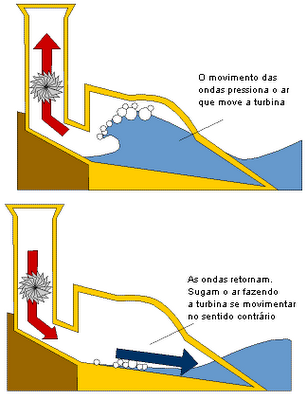 O movimento das
ondas pressiona o ar
que move a turbina
As ondas retornam.
Sugam o ar fazendo
a turbina se movimentar
no sentido contrário